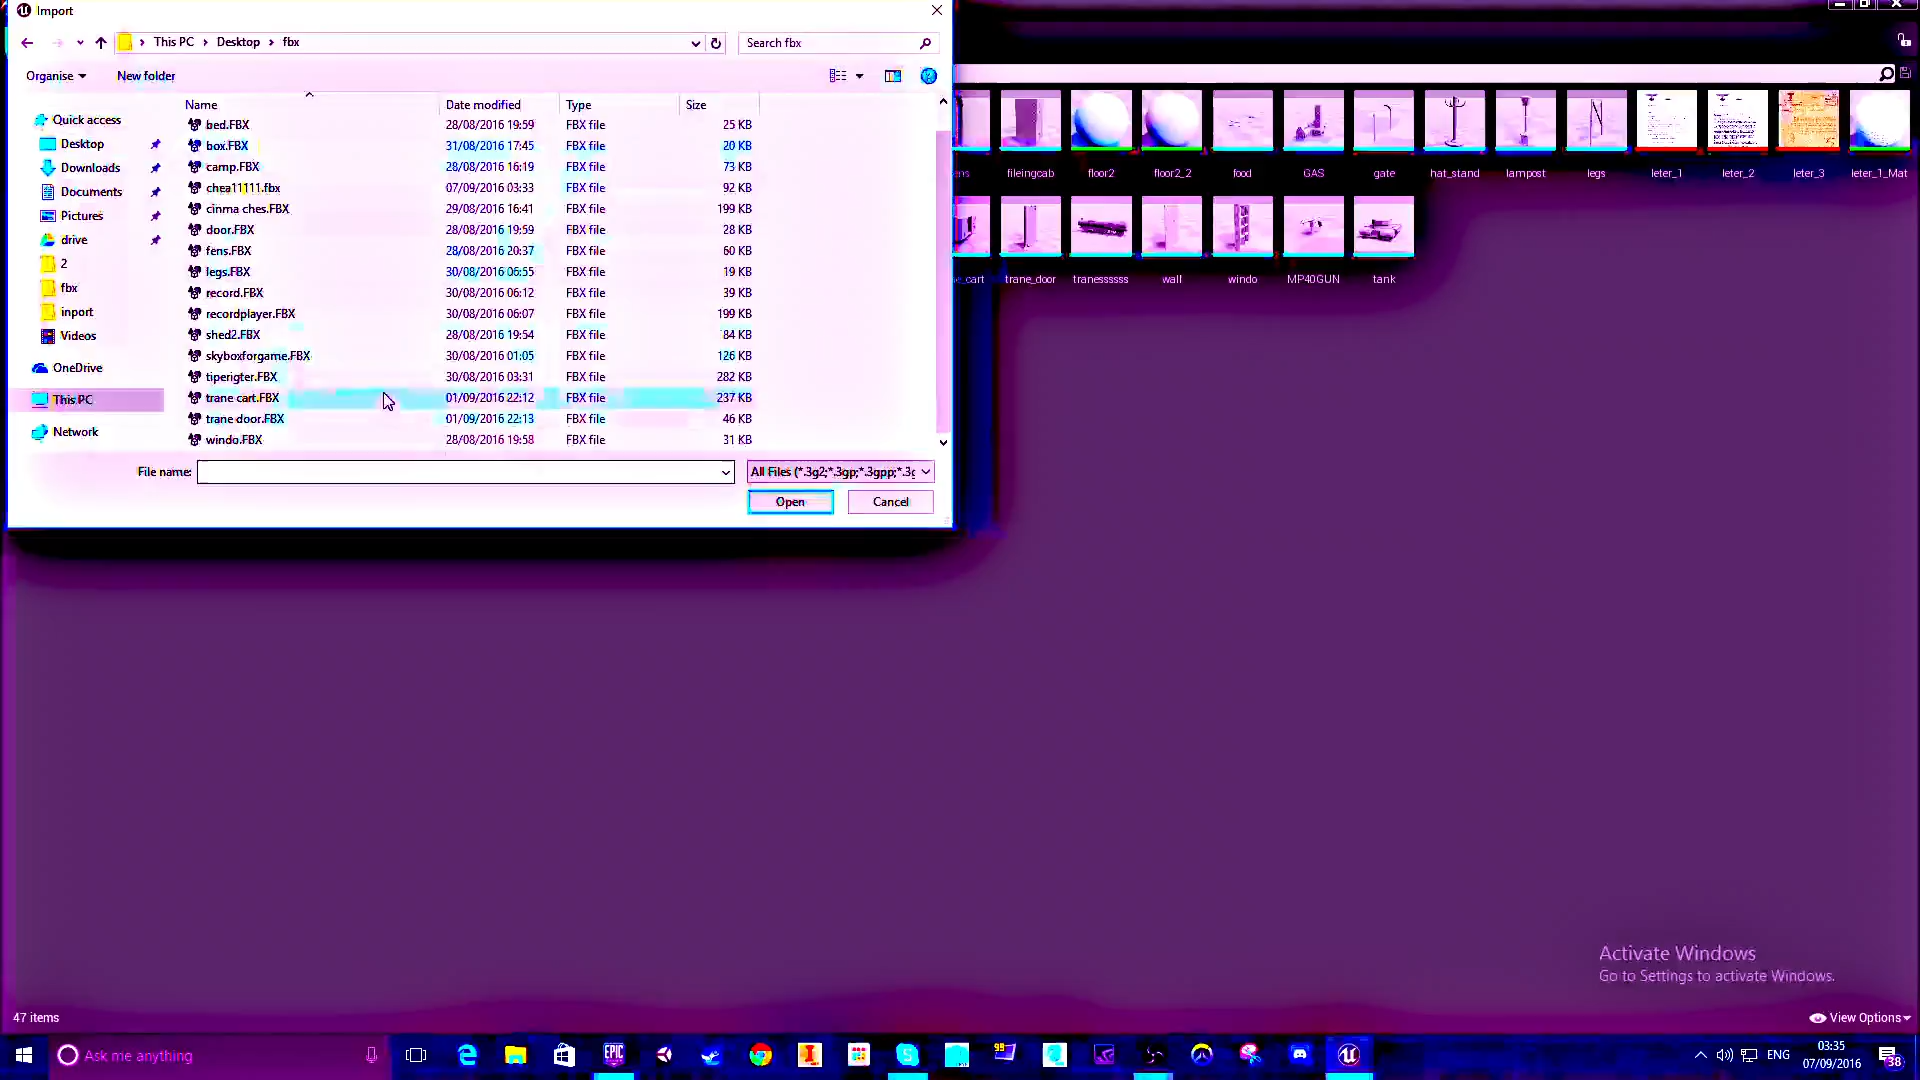 Import
This PC > Desktop > fbx
Search fbx
Organise
New folder
Name Date modified Type Size
Quick access
Desktop
Downloads
Documents
Pictures
drive
2
fbx
inport
Videos
OneDrive
This PC
Network
bed.FBX 28/08/2016 19:59 FBX file 25 KB
box.FBX 31/08/2016 17:45 FBX file 20 KB
camp.FBX 28/08/2016 16:19 FBX file 73 KB
chea11111.fbx 07/09/2016 03:33 FBX file 92 KB
cinma ches.FBX 29/08/2016 16:41 FBX file 199 KB
door.FBX 28/08/2016 19:59 FBX file 28 KB
fens.FBX 28/08/2016 20:37 FBX file 60 KB
legs.FBX 30/08/2016 06:55 FBX file 19 KB
record.FBX 30/08/2016 06:12 FBX file 39 KB
recordplayer.FBX 30/08/2016 06:07 FBX file 199 KB
shed2.FBX 28/08/2016 19:54 FBX file 84 KB
skyboxforgame.FBX 30/08/2016 01:05 FBX file 126 KB
tiperigter.FBX 30/08/2016 03:31 FBX file 282 KB
trane cart.FBX 01/09/2016 22:12 FBX file 237 KB
trane door.FBX 01/09/2016 22:13 FBX file 46 KB
windo.FBX 28/08/2016 19:58 FBX file 31 KB
File name:
All Files (*.3g2;*.3gp;*.3gpp;*.3g
Open
Cancel
ens fileingcab floor2 floor2_2 food GAS gate hat_stand lampost legs leter_1 leter_2 leter_3 leter_1_Mat
e_cart trane_door tranessssss wall windo MP40GUN tank
Activate Windows
Go to Settings to activate Windows.
47 items
View Options
Ask me anything
EPIC
99
ENG
03:35
07/09/2016
38